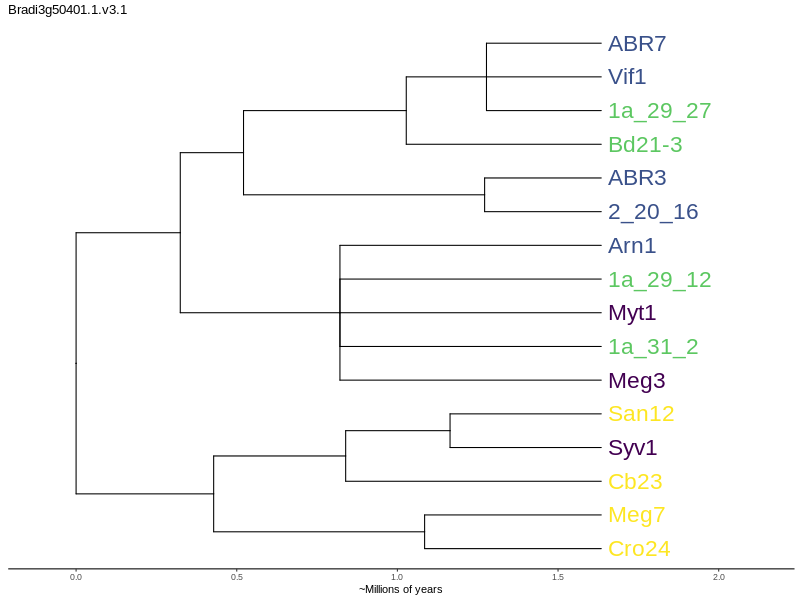 Bradi3g50401.1.v3.1
ABR7
Vif1
1a_29_27
Bd21-3
ABR3
2_20_16
Arn1
1a_29_12
Myt1
1a_31_2
Meg3
San12
Syv1
Cb23
Meg7
Cro24
0.0 0.5 1.0 1.5 2.0
~Millions of years